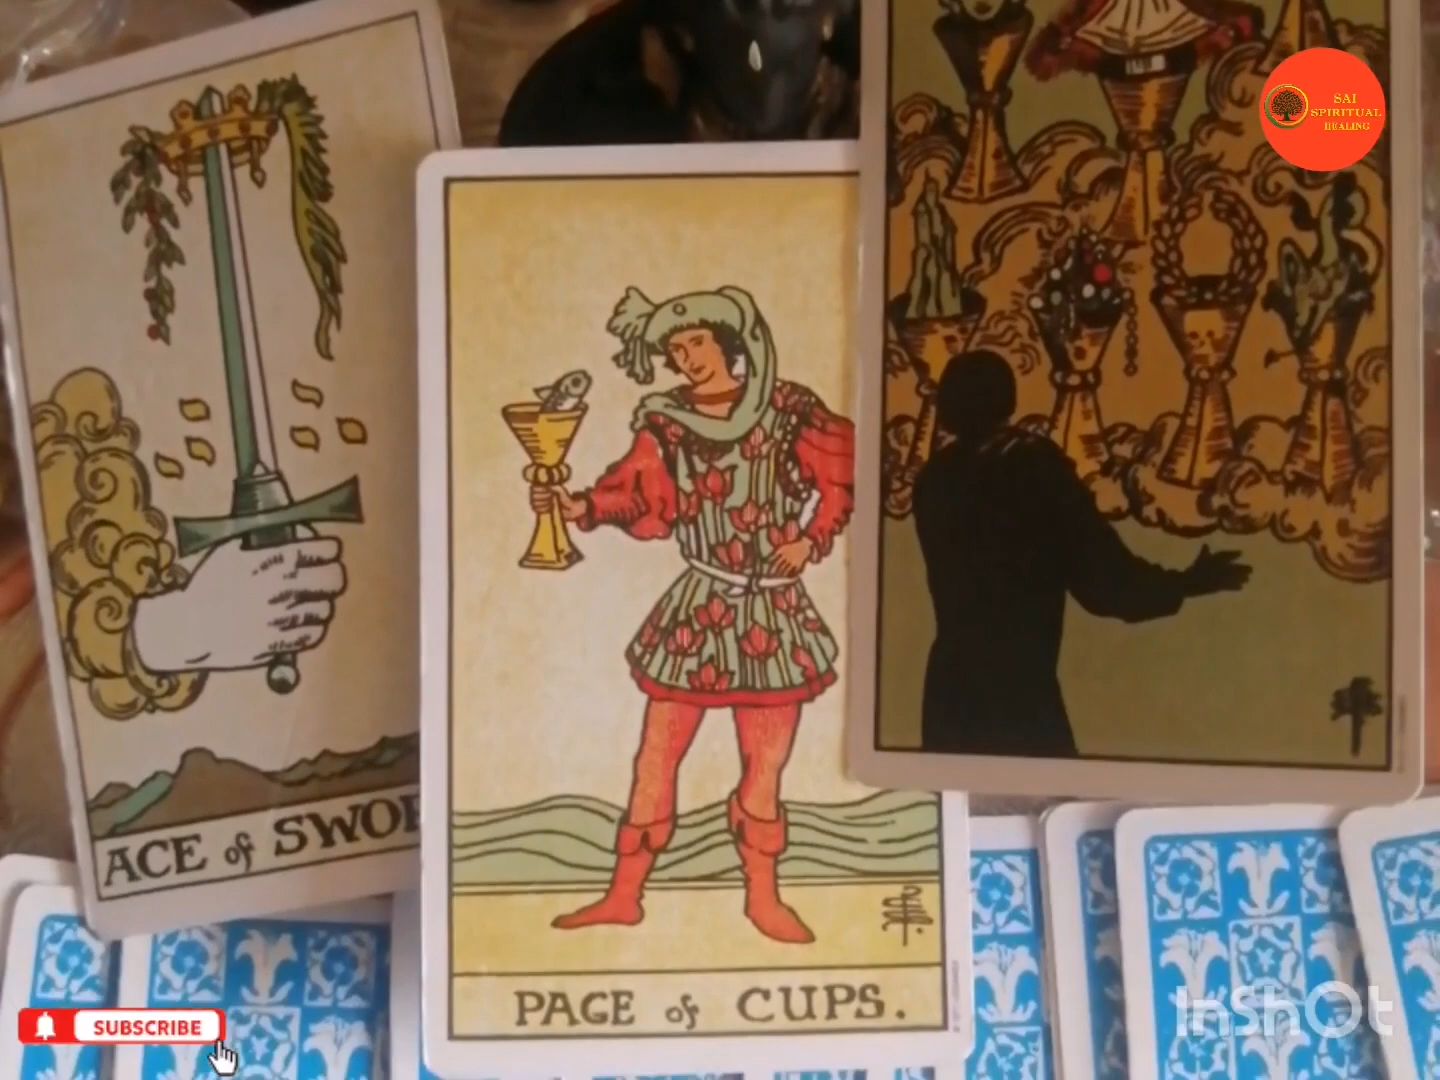 SAI
SPIRITUAL
HEALING
ACE of SWOR
PAGE of CUPS.
SUBSCRIBE
InShOt